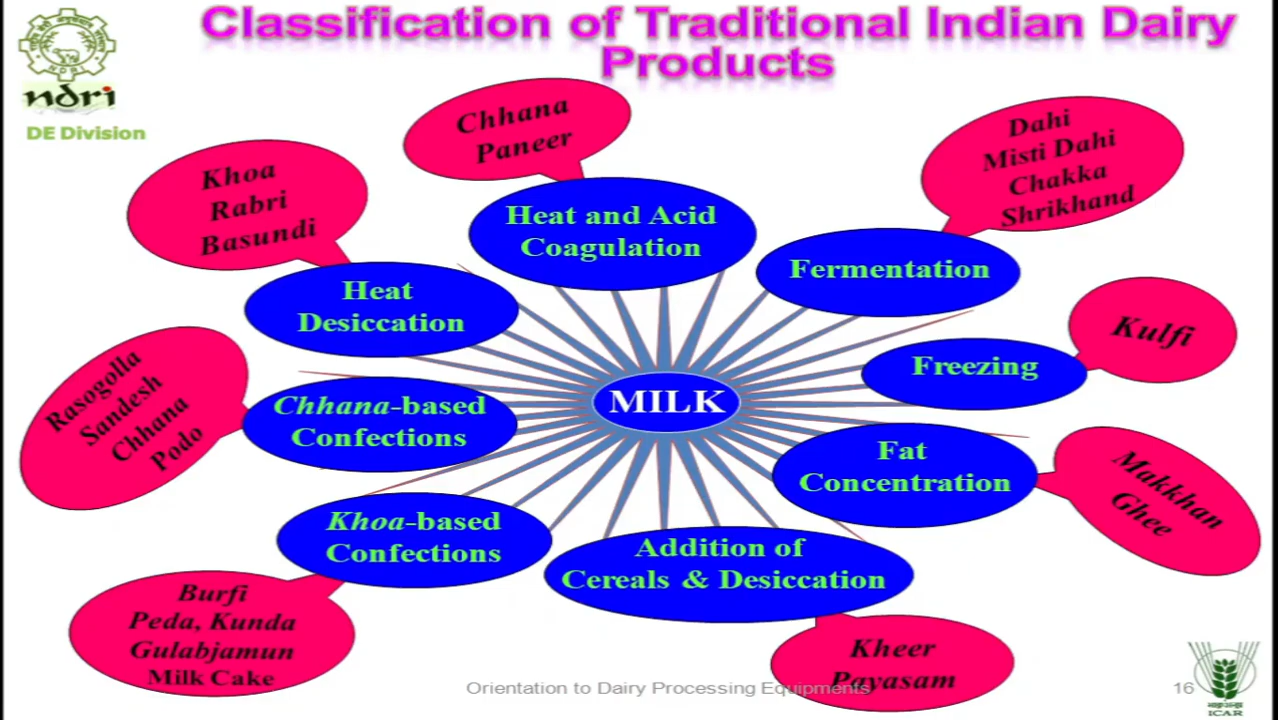 Classification of Traditional Indian Dairy
Products
ndri
DE Division
Chhana
Paneer
Dahi
Misti Dahi
Chakka
Shrikhand
Khoa
Rabri
Basundi
Heat and Acid
Coagulation
Fermentation
Heat
Desiccation
Kulfi
Freezing
Rasogolla
Sandesh
Chhana
Podo
Chhana-based
Confections
MILK
Fat
Concentration
Makkhan
Ghee
Khoa-based
Confections
Addition of
Cereals & Desiccation
Burfi
Peda, Kunda
Gulabjamun
Milk Cake
Kheer
Payasam
Orientation to Dairy Processing Equipments
16
ICAR